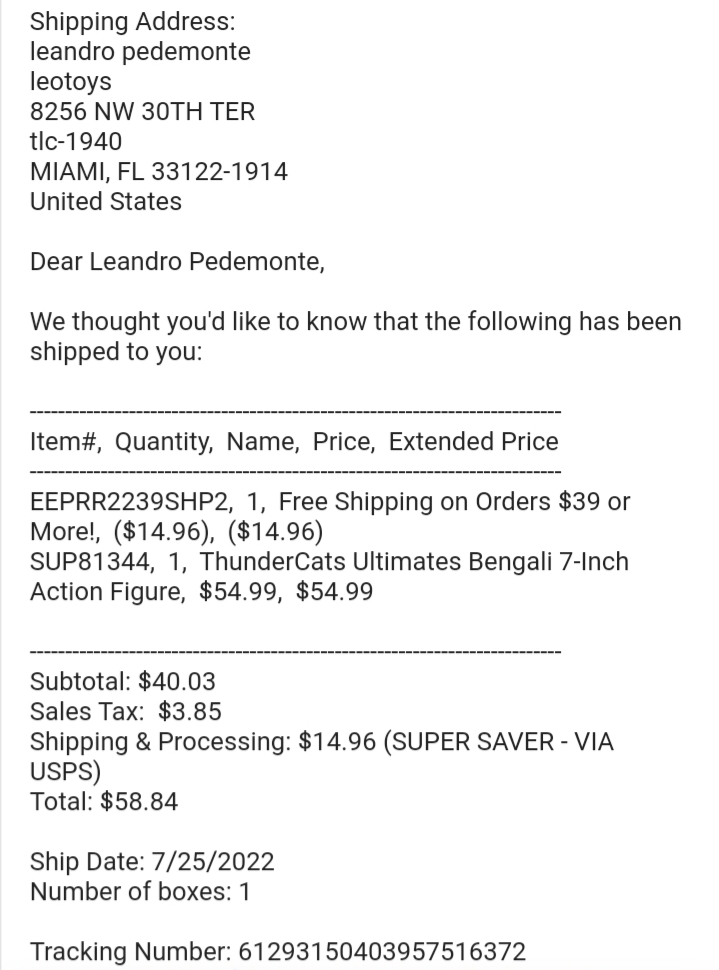 Shipping Address:
leandro pedemonte
leotoys
8256 NW 30TH TER
tlc-1940
MIAMI, FL 33122-1914
United States
Dear Leandro Pedemonte,
We thought you'd like to know that the following has been
shipped to you:
----------------------------------------------------------------------------
Item#,  Quantity,  Name,  Price,  Extended Price
----------------------------------------------------------------------------
EEPRR2239SHP2,  1,  Free Shipping on Orders $39 or
More!,  ($14.96),  ($14.96)
SUP81344,  1,  ThunderCats Ultimates Bengali 7-Inch
Action Figure,  $54.99,  $54.99
----------------------------------------------------------------------------
Subtotal: $40.03
Sales Tax:  $3.85
Shipping & Processing: $14.96 (SUPER SAVER - VIA
USPS)
Total: $58.84
Ship Date: 7/25/2022
Number of boxes: 1
Tracking Number: 61293150403957516372